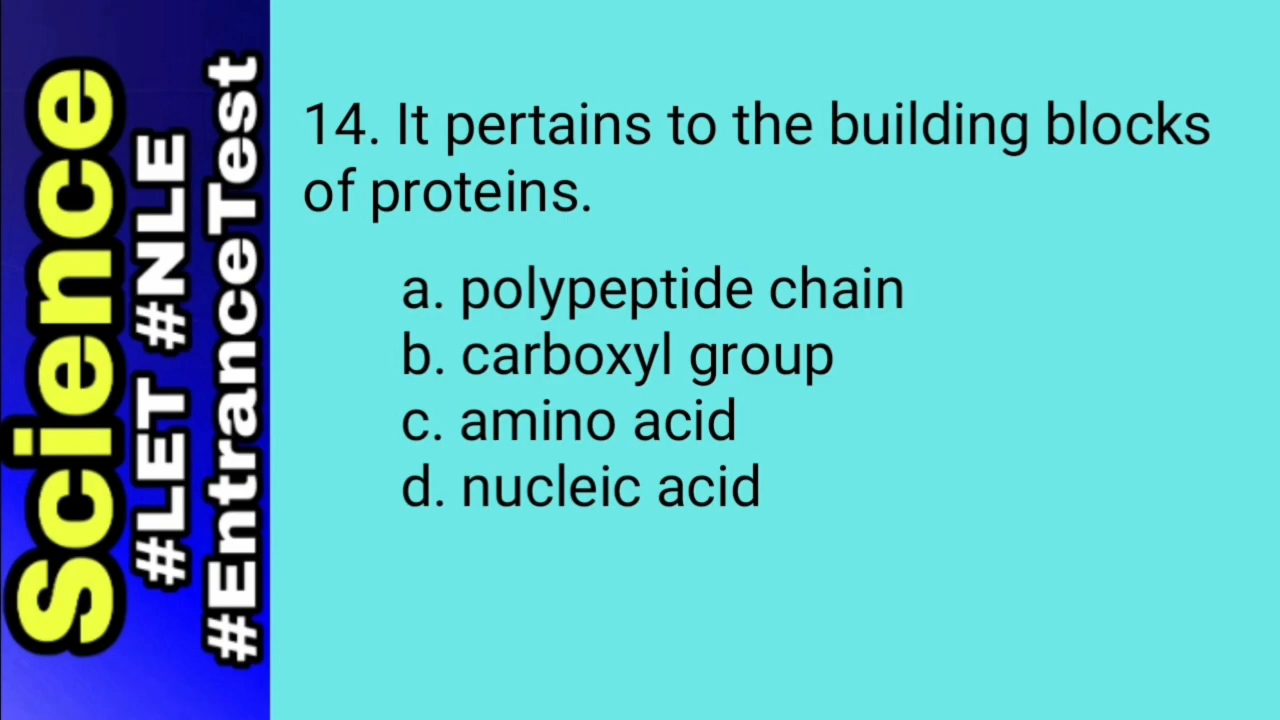 Science
#LET #NLE
#EntranceTest
14. It pertains to the building blocks
of proteins.
a. polypeptide chain
b. carboxyl group
c. amino acid
d. nucleic acid